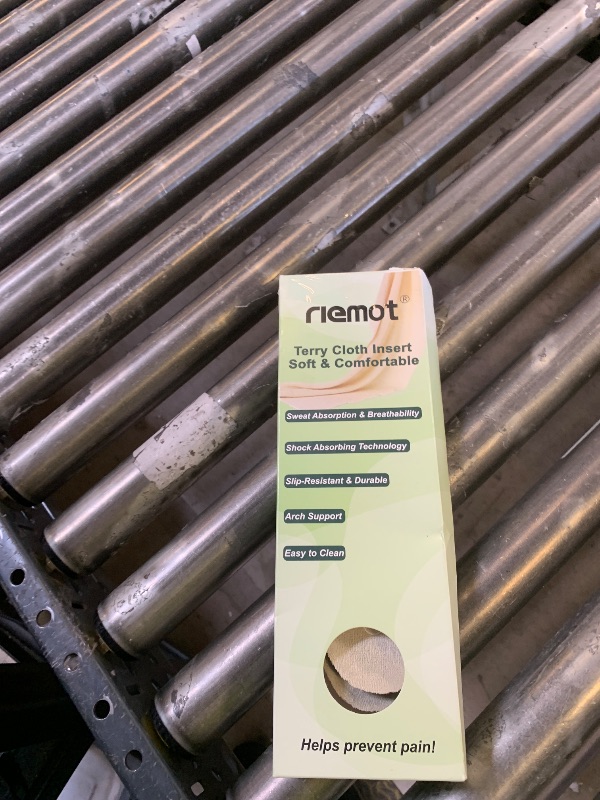 riemot®
Terry Cloth Insert
Soft & Comfortable
Sweat Absorption & Breathability
Shock Absorbing Technology
Slip-Resistant & Durable
Arch Support
Easy to Clean
Helps prevent pain!